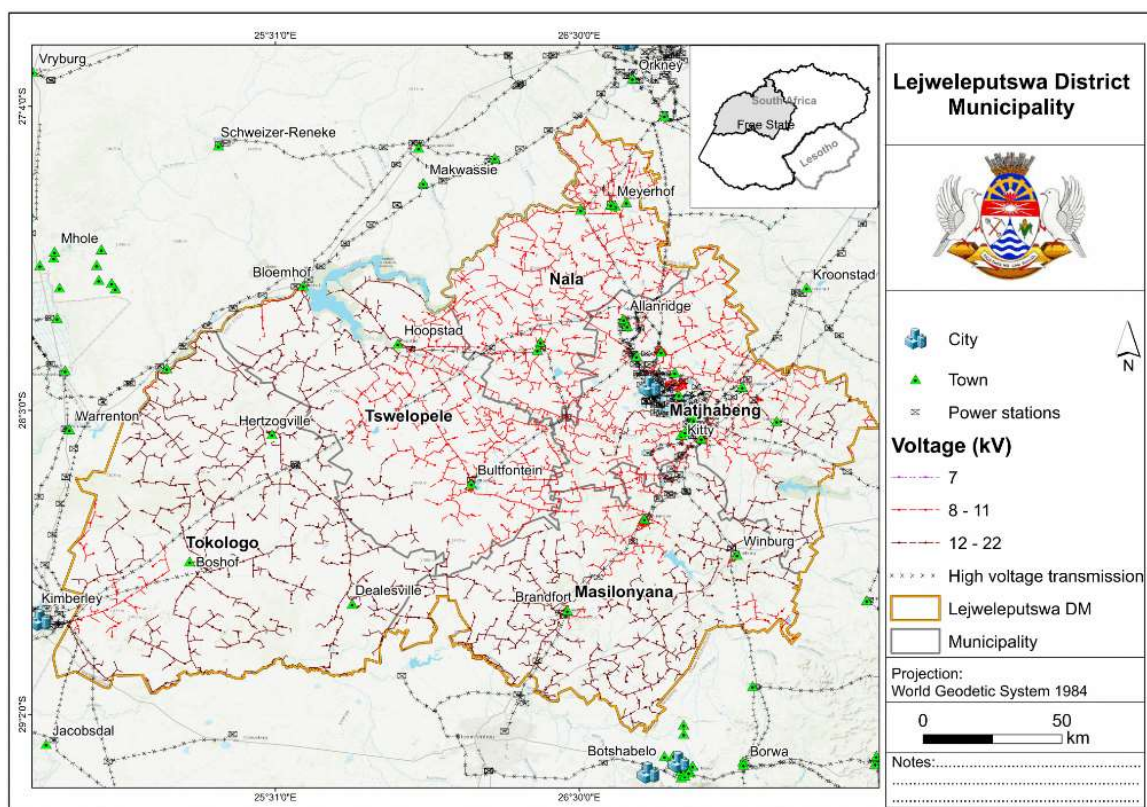 25°31'0"E
26°30'0"E
Vryburg
Orkney
27°4'0"S
Schweizer-Reneke
Makwassie
Meyerhof
Mhole
Bloemhof
Nala
Kroonstad
Allanridge
Hoopstad
28°3'0"S
Warrenton
Hertzogville
Tswelopele
Matjhabeng
Kitty
Bultfontein
Tokologo
Boshof
Winburg
Kimberley
Dealesville
Brandfort
Masilonyana
29°2'0"S
Jacobsdal
Botshabelo
Borwa
25°31'0"E
26°30'0"E
South Africa
Free State
Lesotho
Lejweleputswa District
Municipality
City
Town
Power stations
N
Voltage (kV)
7
8 - 11
12 - 22
High voltage transmission
Lejweleputswa DM
Municipality
Projection:
World Geodetic System 1984
0
50
km
Notes: